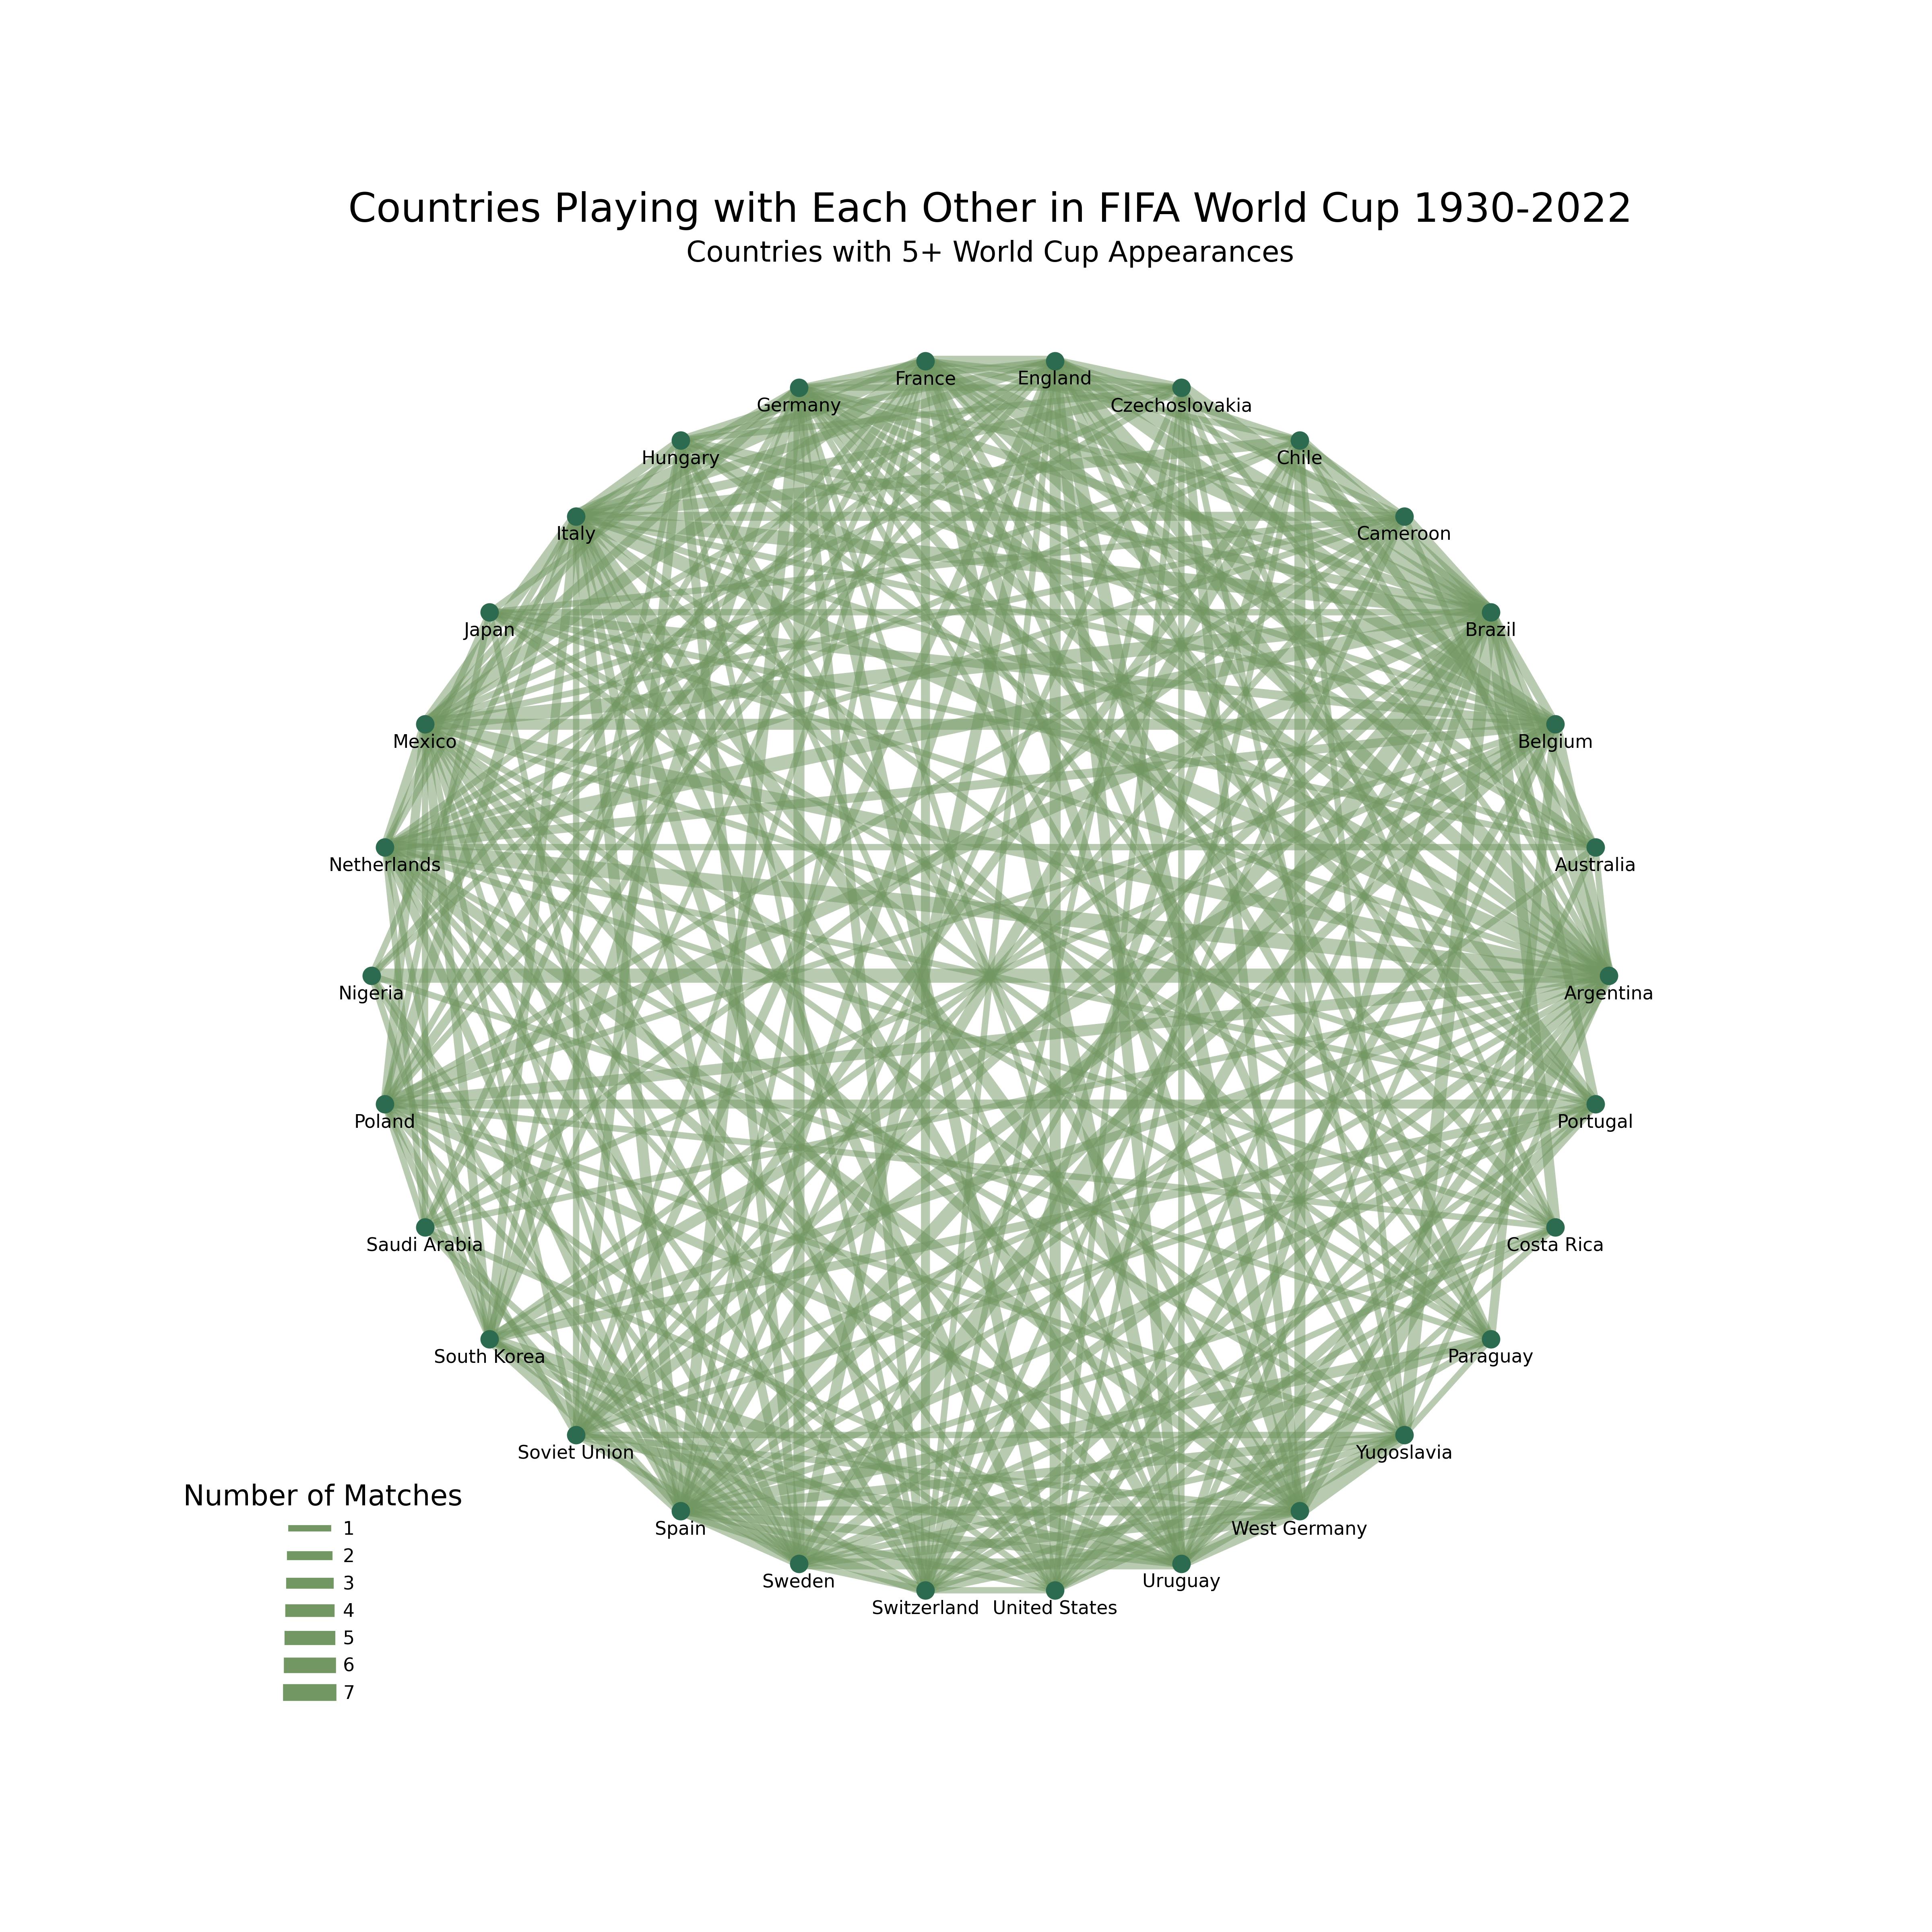 Countries Playing with Each Other in FIFA World Cup 1930-2022
Countries with 5+ World Cup Appearances
France
England
Germany
Czechoslovakia
Hungary
Chile
Italy
Cameroon
Japan
Brazil
Mexico
Belgium
Netherlands
Australia
Nigeria
Argentina
Poland
Portugal
Saudi Arabia
Costa Rica
South Korea
Paraguay
Soviet Union
Yugoslavia
Spain
West Germany
Sweden
Uruguay
Switzerland
United States
Number of Matches
1
2
3
4
5
6
7